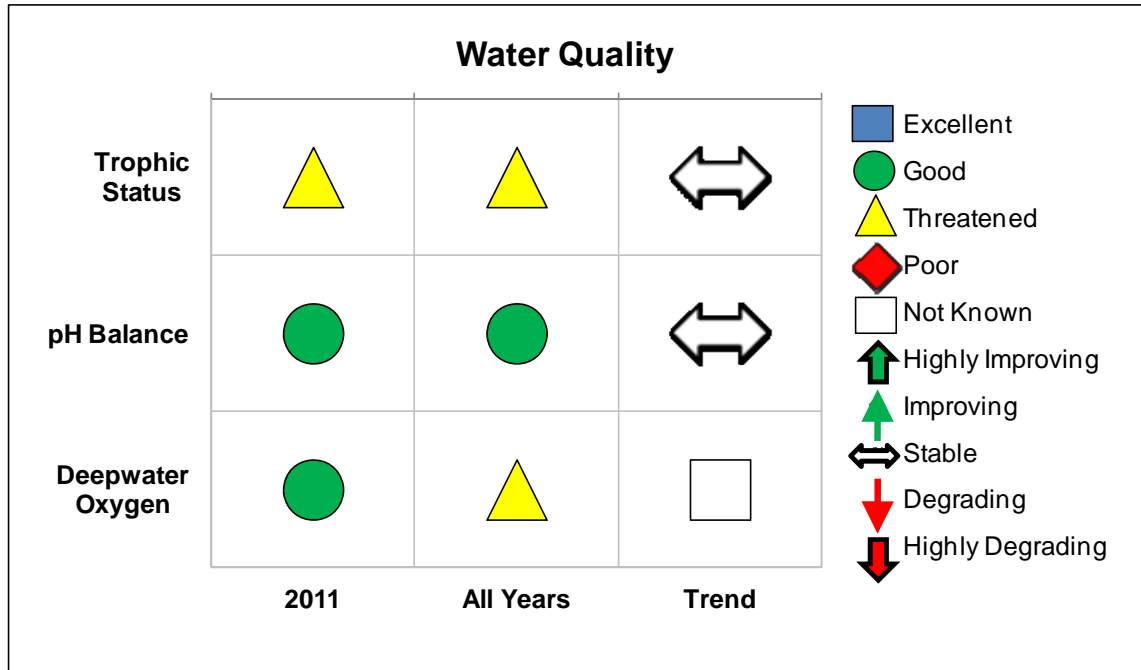 Water Quality
Trophic
Status
pH Balance
Deepwater
Oxygen
2011
All Years
Trend
Excellent
Good
Threatened
Poor
Not Known
Highly Improving
Improving
Stable
Degrading
Highly Degrading